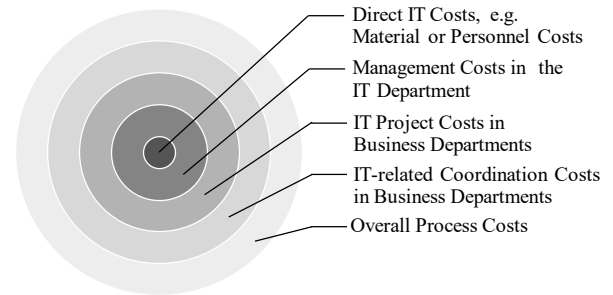 Direct IT Costs, e.g.
Material or Personnel Costs
Management Costs in the
IT Department
IT Project Costs in
Business Departments
IT-related Coordination Costs
in Business Departments
Overall Process Costs